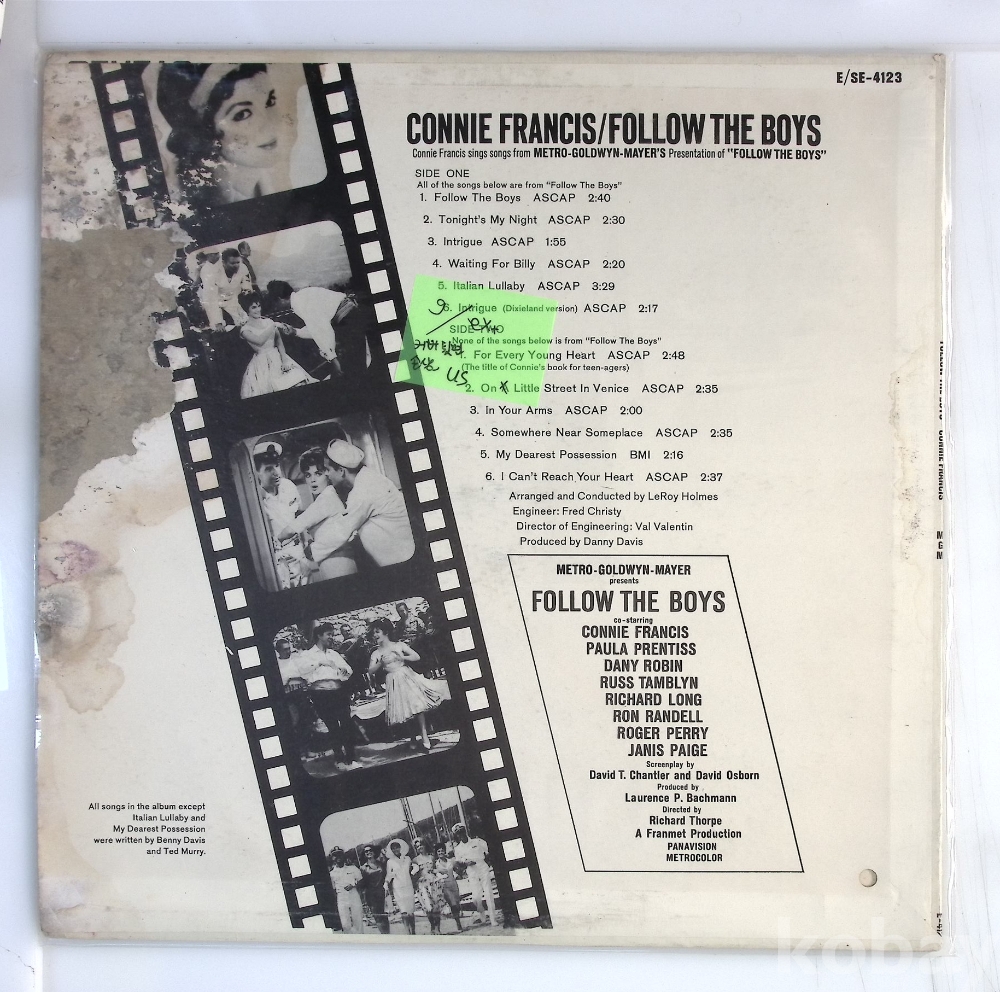 E/SE-4123
CONNIE FRANCIS/FOLLOW THE BOYS
Connie Francis sings songs from METRO-GOLDWYN-MAYER'S Presentation of "FOLLOW THE BOYS"
SIDE ONE
All of the songs below are from "Follow The Boys"
1. Follow The Boys ASCAP 2:40
2. Tonight's My Night ASCAP 2:30
3. Intrigue ASCAP 1:55
4. Waiting For Billy ASCAP 2:20
5. Italian Lullaby ASCAP 3:29
6. Intrigue (Dixieland version) ASCAP 2:17
9/ex+
US
SIDE TWO
None of the songs below is from "Follow The Boys"
1. For Every Young Heart ASCAP 2:48
(The title of Connie's book for teen-agers)
2. On Little Street In Venice ASCAP 2:35
3. In Your Arms ASCAP 2:00
4. Somewhere Near Someplace ASCAP 2:35
5. My Dearest Possession BMI 2:16
6. I Can't Reach Your Heart ASCAP 2:37
Arranged and Conducted by LeRoy Holmes
Engineer: Fred Christy
Director of Engineering: Val Valentin
Produced by Danny Davis
METRO-GOLDWYN-MAYER
presents
FOLLOW THE BOYS
co-starring
CONNIE FRANCIS
PAULA PRENTISS
DANY ROBIN
RUSS TAMBLYN
RICHARD LONG
RON RANDELL
ROGER PERRY
JANIS PAIGE
Screenplay by
David T. Chantler and David Osborn
Produced by
Laurence P. Bachmann
Directed by
Richard Thorpe
A Franmet Production
PANAVISION
METROCOLOR
All songs in the album except
Italian Lullaby and
My Dearest Possession
were written by Benny Davis
and Ted Murry.
CONNIE FRANCIS
MGM
koba